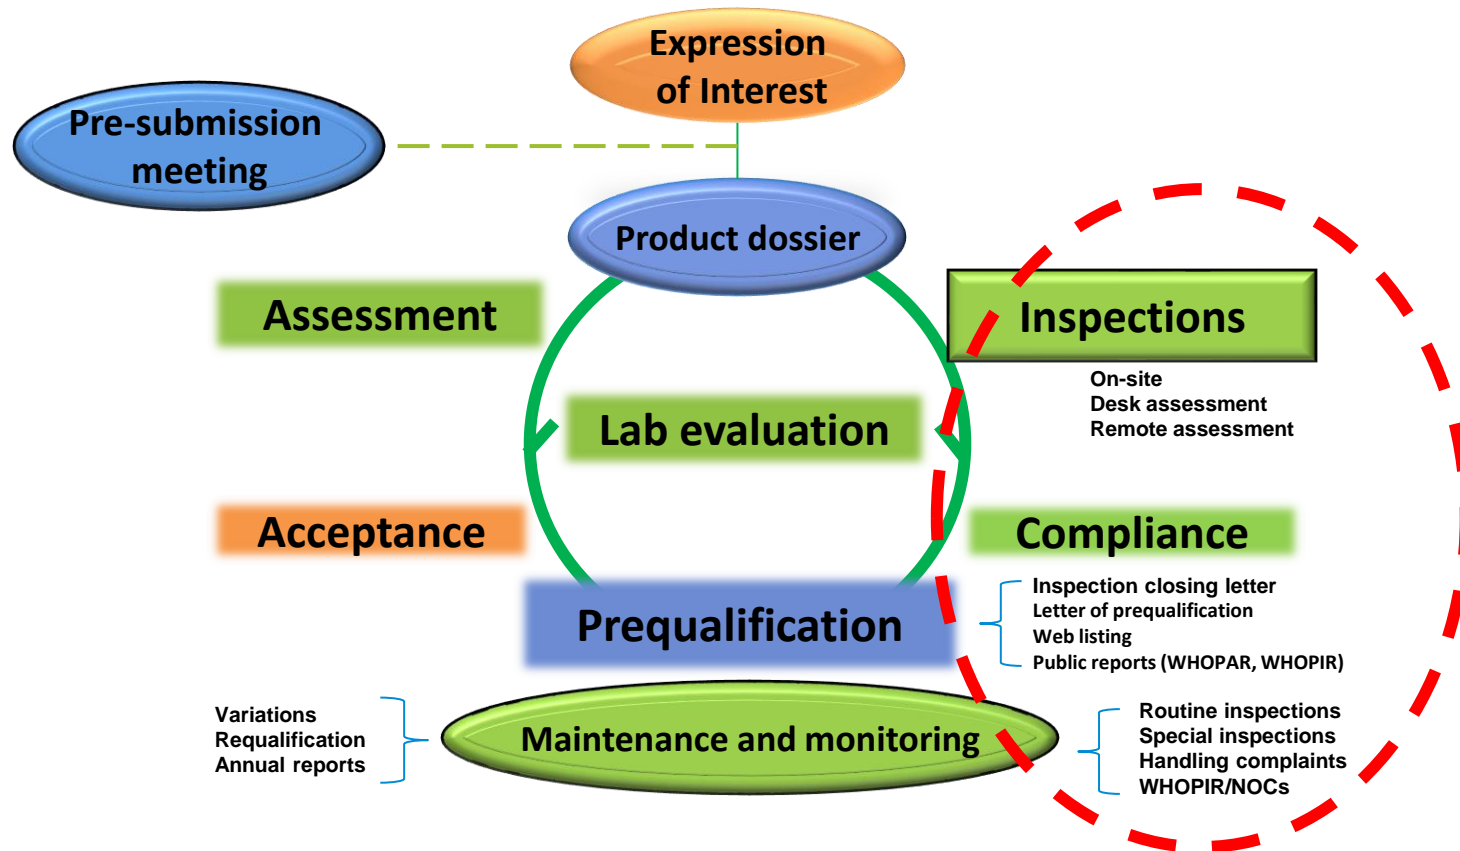 Expression
of Interest
Pre-submission
meeting
Product dossier
Assessment
Inspections
On-site
Desk assessment
Remote assessment
Lab evaluation
Acceptance
Compliance
Prequalification
Inspection closing letter
Letter of prequalification
Web listing
Public reports (WHOPAR, WHOPIR)
Variations
Requalification
Annual reports
Maintenance and monitoring
Routine inspections
Special inspections
Handling complaints
WHOPIR/NOCs